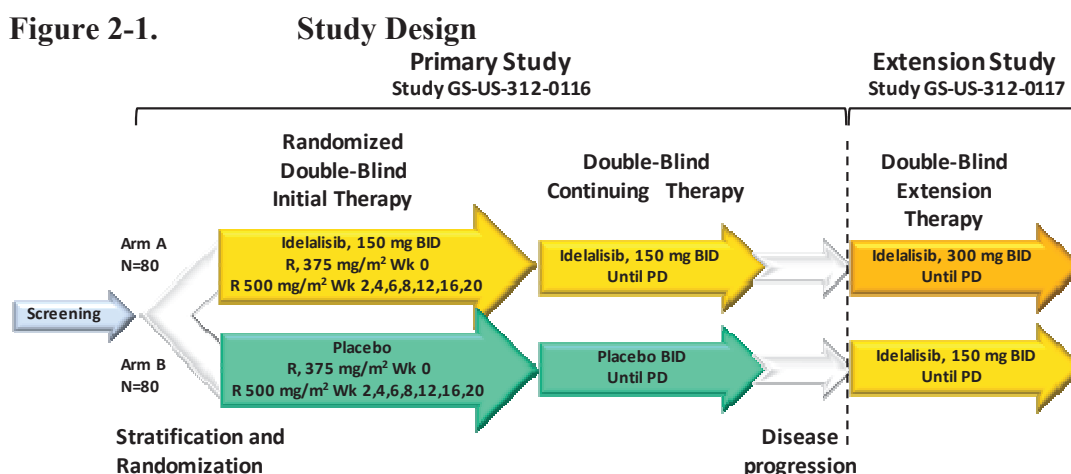 Figure 2-1. Study Design
Primary Study
Study GS-US-312-0116
Extension Study
Study GS-US-312-0117
Randomized
Double-Blind
Initial Therapy
Double-Blind
Continuing Therapy
Double-Blind
Extension
Therapy
Arm A
N=80
Idelalisib, 150 mg BID
R, 375 mg/m² Wk 0
R 500 mg/m² Wk 2,4,6,8,12,16,20
Idelalisib, 150 mg BID
Until PD
Idelalisib, 300 mg BID
Until PD
Screening
Arm B
N=80
Placebo
R, 375 mg/m² Wk 0
R 500 mg/m² Wk 2,4,6,8,12,16,20
Placebo BID
Until PD
Idelalisib, 150 mg BID
Until PD
Stratification and
Randomization
Disease
progression